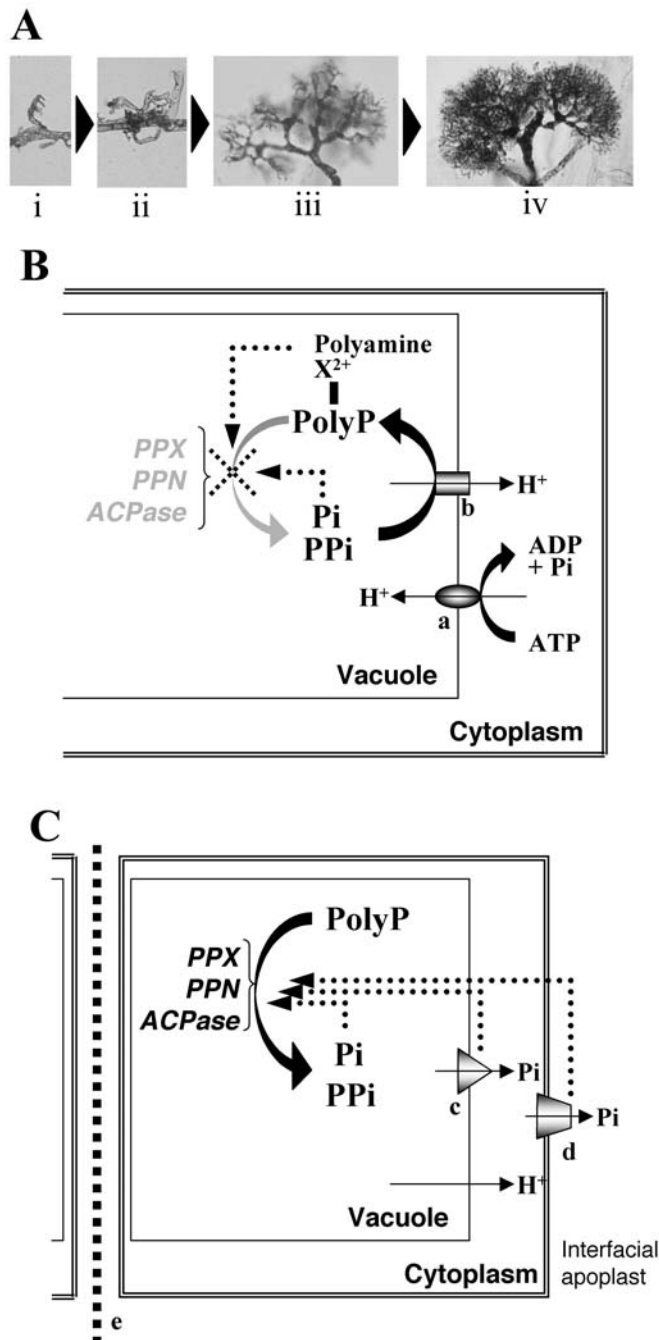 A
i ii iii iv
B
Polyamine
X²⁺
PolyP
PPX
PPN
ACPase
Pi
PPi
b
H⁺
ADP
+ Pi
H⁺
a
ATP
Vacuole
Cytoplasm
C
PolyP
PPX
PPN
ACPase
Pi
PPi
Pi
c
Pi
d
H⁺
Vacuole
Cytoplasm
Interfacial
apoplast
e